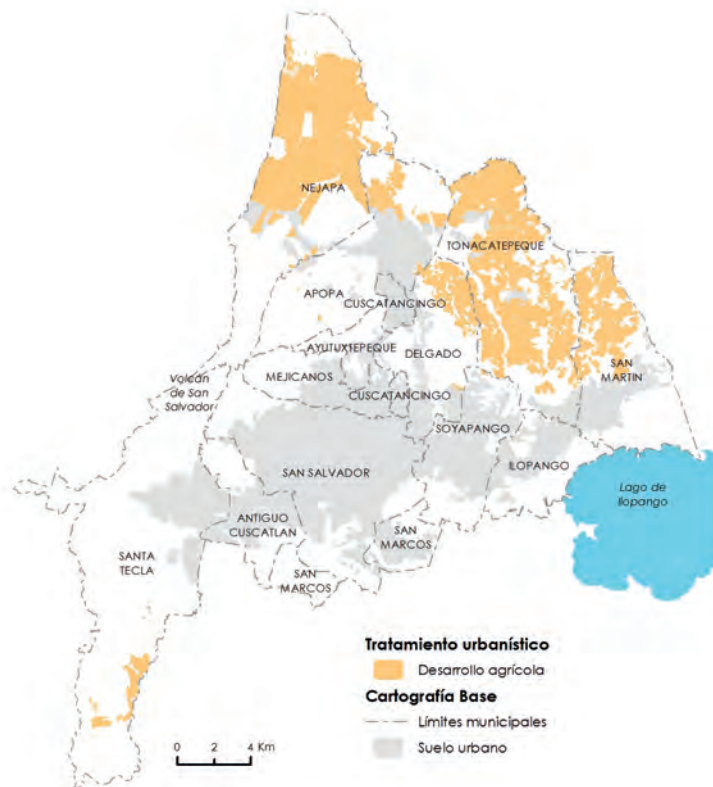 NEJAPA
TONACATEPEQUE
APOPA
CUSCATANCINGO
AYUTUXTEPEQUE
DELGADO
SAN
MARTIN
Volcán
de San
Salvador
MEJICANOS
CUSCATANCINGO
SOYAPANGO
SAN SALVADOR
ILOPANGO
Lago de
Ilopango
ANTIGUO
CUSCATLAN
SAN
MARCOS
SANTA
TECLA
SAN
MARCOS
Tratamiento urbanístico
Desarrollo agrícola
Cartografía Base
Límites municipales
Suelo urbano
0 2 4 Km